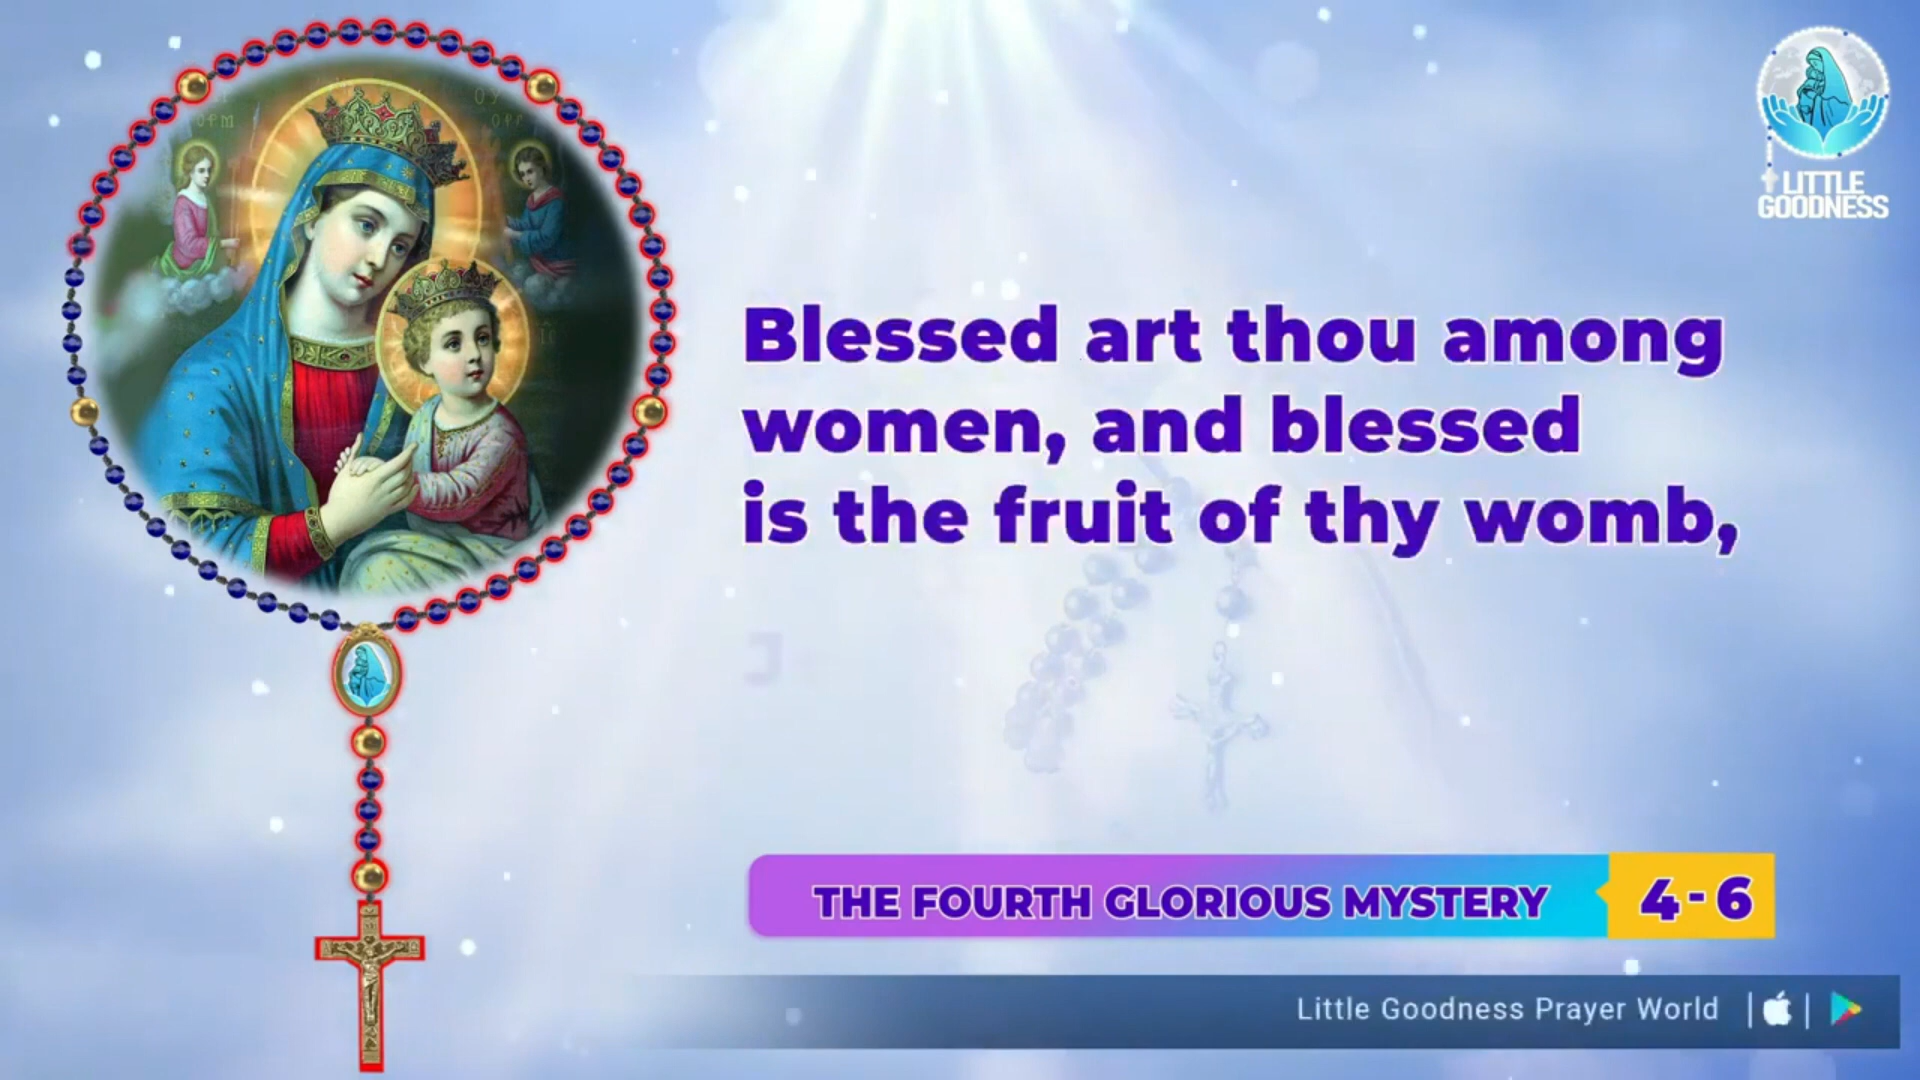 LITTLE
GOODNESS
Blessed art thou among
women, and blessed
is the fruit of thy womb,
J
THE FOURTH GLORIOUS MYSTERY
4-6
Little Goodness Prayer World